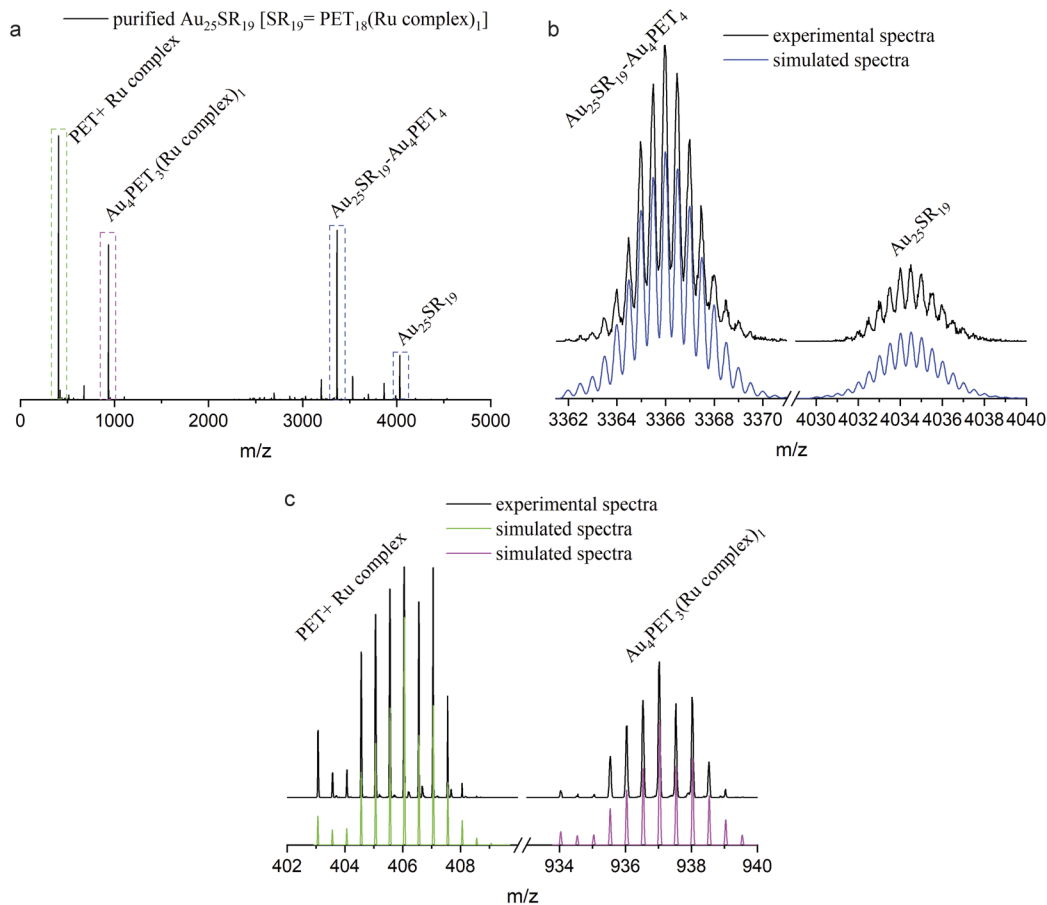 a
purified Au₂₅SR₁₉ [SR₁₉= PET₁₈(Ru complex)₁]
PET+ Ru complex
Au₄PET₃(Ru complex)₁
Au₂₅SR₁₉-Au₄PET₄
Au₂₅SR₁₉
0 1000 2000 3000 4000 5000
m/z
b
experimental spectra
simulated spectra
Au₂₅SR₁₉-Au₄PET₄
Au₂₅SR₁₉
3362 3364 3366 3368 3370 4030 4032 4034 4036 4038 4040
m/z
c
experimental spectra
simulated spectra
simulated spectra
PET+ Ru complex
Au₄PET₃(Ru complex)₁
402 404 406 408 934 936 938 940
m/z